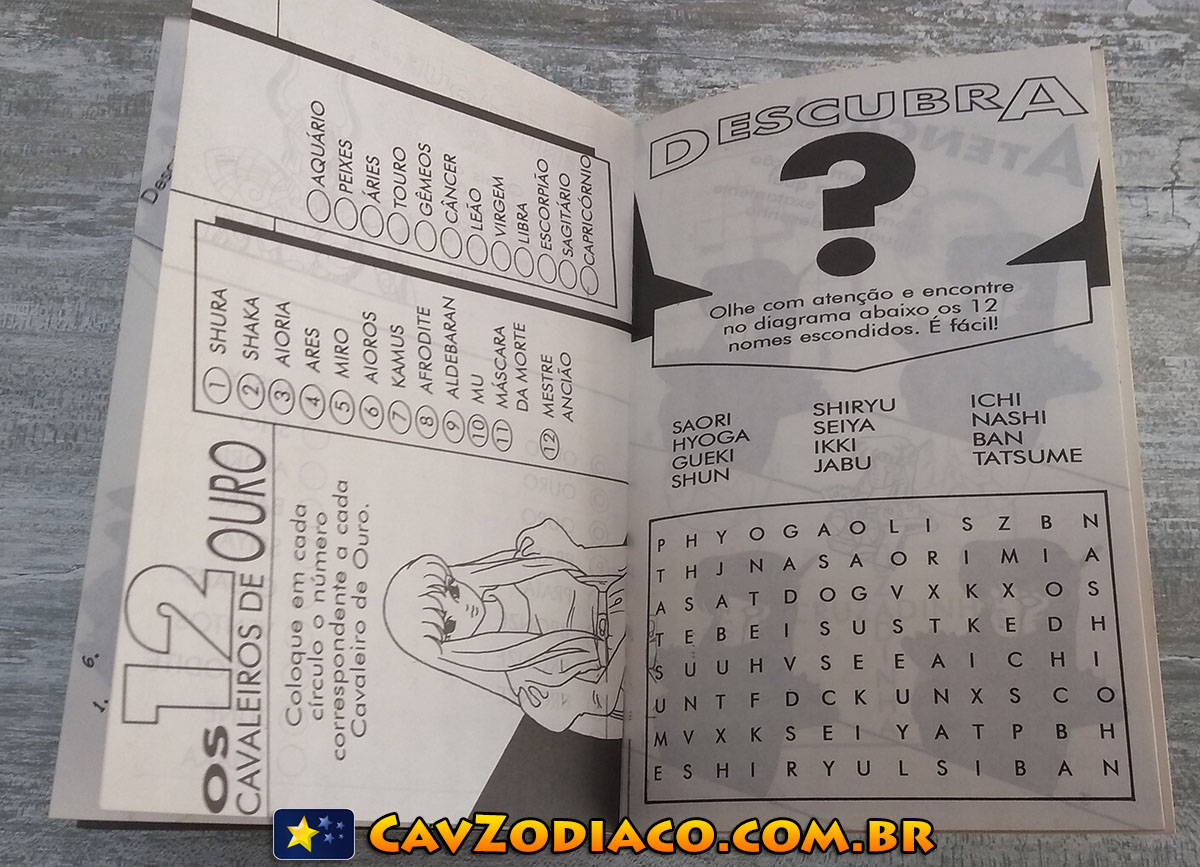 OS 12
CAVALEIROS DE OURO
Coloque em cada
círculo o número
correspondente a cada
Cavaleiro de Ouro.
1 SHURA
2 SHAKA
3 AIORIA
4 ARES
5 MIRO
6 AIOROS
7 KAMUS
8 AFRODITE
9 ALDEBARAN
10 MU
11 MÁSCARA
DA MORTE
12 MESTRE
ANCIÃO
AQUÁRIO
PEIXES
ÁRIES
TOURO
GÊMEOS
CÂNCER
LEÃO
VIRGEM
LIBRA
ESCORPIÃO
SAGITÁRIO
CAPRICÓRNIO
1.
6.
DESCUBRA
?
Olhe com atenção e encontre
no diagrama abaixo os 12
nomes escondidos. É fácil!
SAORI
HYOGA
GUEKI
SHUN
SHIRYU
SEIYA
IKKI
JABU
ICHI
NASHI
BAN
TATSUME
P H Y O G A O L I S Z B N
T H J N A S A O R I M I A
A S A T D O G V X K X O S
T E B E I S U S T K E D H
S U U H V S E E A I C H I
U N T F D C K U N X S C O
M V X K S E I Y A T P B H
E S H I R Y U L S I B A N
CAVZODIACO.COM.BR